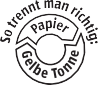 So trennt man richtig:
Papier
Gelbe Tonne